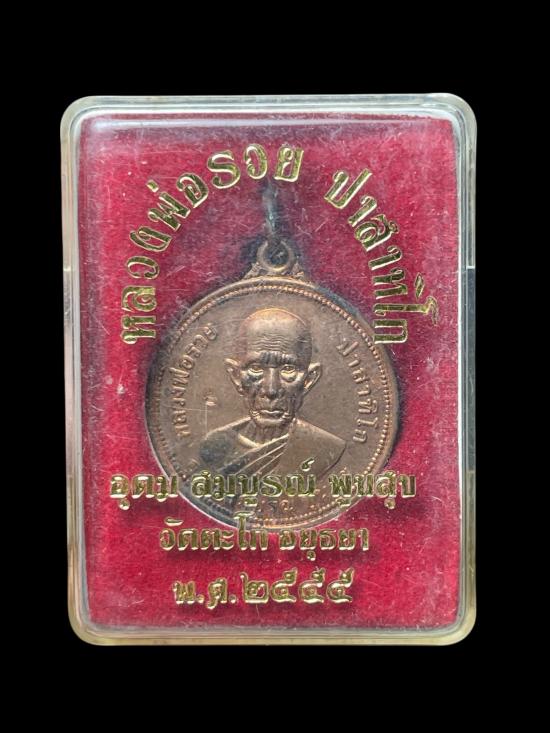 หลวงพ่อรวย ปาสาทิโก
หลวงพ่อรวย ปาสาทิโก
อุดม สมบูรณ์ พูนสุข
อัดตะโก อยุธยา
พ.ศ.๒๕๕๕